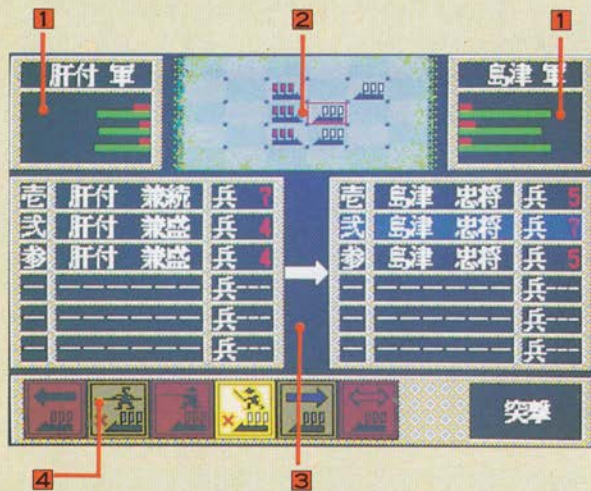 1
2
1
肝付 軍
島津 軍
壱 肝付 兼続 兵 7
弐 肝付 兼盛 兵 4
参 肝付 兼盛 兵 4
― ―――――― 兵---
― ―――――― 兵---
― ―――――― 兵---
壱 島津 忠将 兵 5
弐 島津 忠将 兵 7
参 島津 忠将 兵 5
― ―――――― 兵---
― ―――――― 兵---
― ―――――― 兵---
突撃
4
3